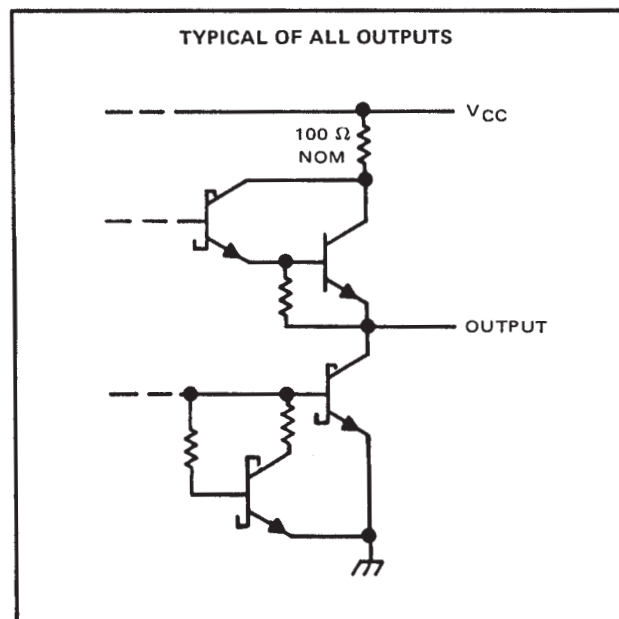 TYPICAL OF ALL OUTPUTS
VCC
100 Ω
NOM
OUTPUT